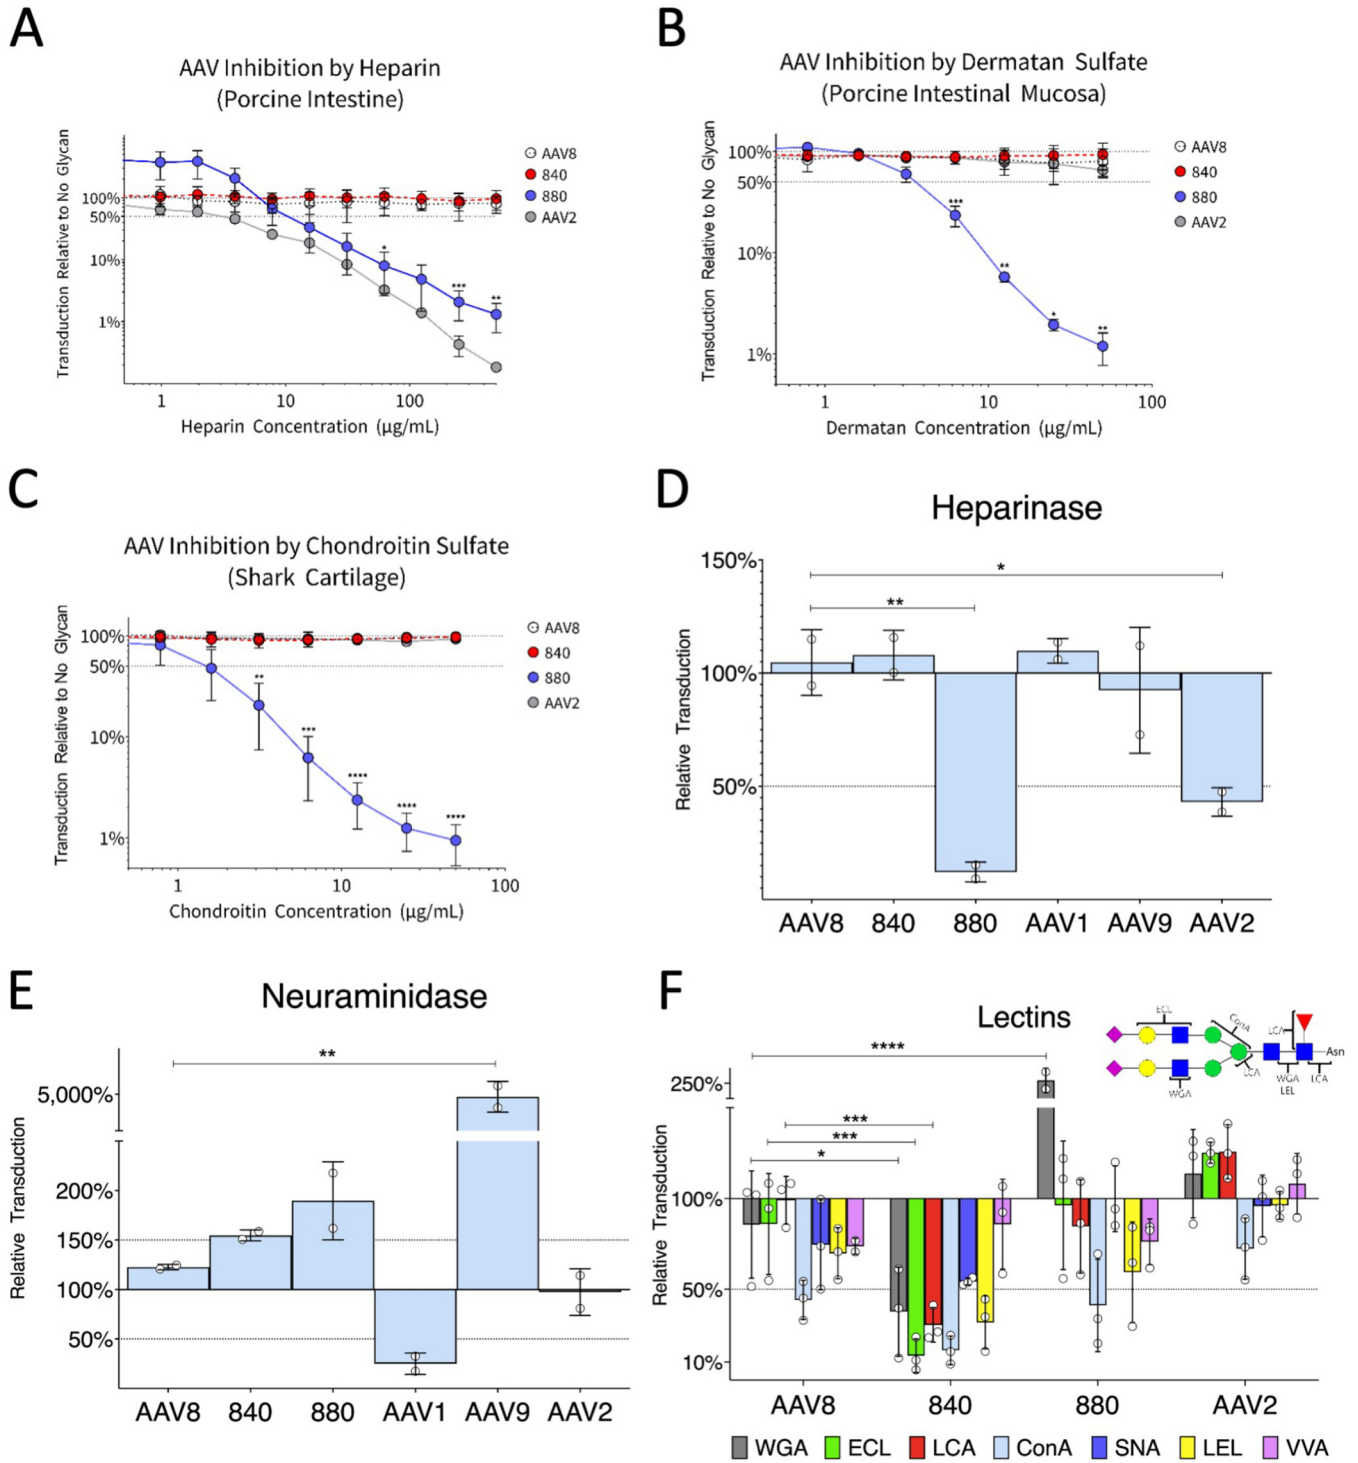 A
AAV Inhibition by Heparin
(Porcine Intestine)
Transduction Relative to No Glycan
100%
50%
10%
1%
1
10
100
Heparin Concentration (µg/mL)
*
***
**
AAV8
840
880
AAV2
B
AAV Inhibition by Dermatan Sulfate
(Porcine Intestinal Mucosa)
Transduction Relative to No Glycan
100%
50%
10%
1%
1
10
100
Dermatan Concentration (µg/mL)
***
**
*
**
AAV8
840
880
AAV2
C
AAV Inhibition by Chondroitin Sulfate
(Shark Cartilage)
Transduction Relative to No Glycan
100%
50%
10%
1%
1
10
100
Chondroitin Concentration (µg/mL)
**
***
****
****
****
AAV8
840
880
AAV2
D
Heparinase
Relative Transduction
150%
100%
50%
*
**
AAV8 840 880 AAV1 AAV9 AAV2
E
Neuraminidase
Relative Transduction
5,000%
200%
150%
100%
50%
**
AAV8 840 880 AAV1 AAV9 AAV2
F
Lectins
Relative Transduction
250%
100%
50%
10%
****
***
***
*
ECL
ConA
LCA
Asn
WGA
LCA
WGA
LEL
LCA
AAV8 840 880 AAV2
WGA ECL LCA ConA SNA LEL VVA